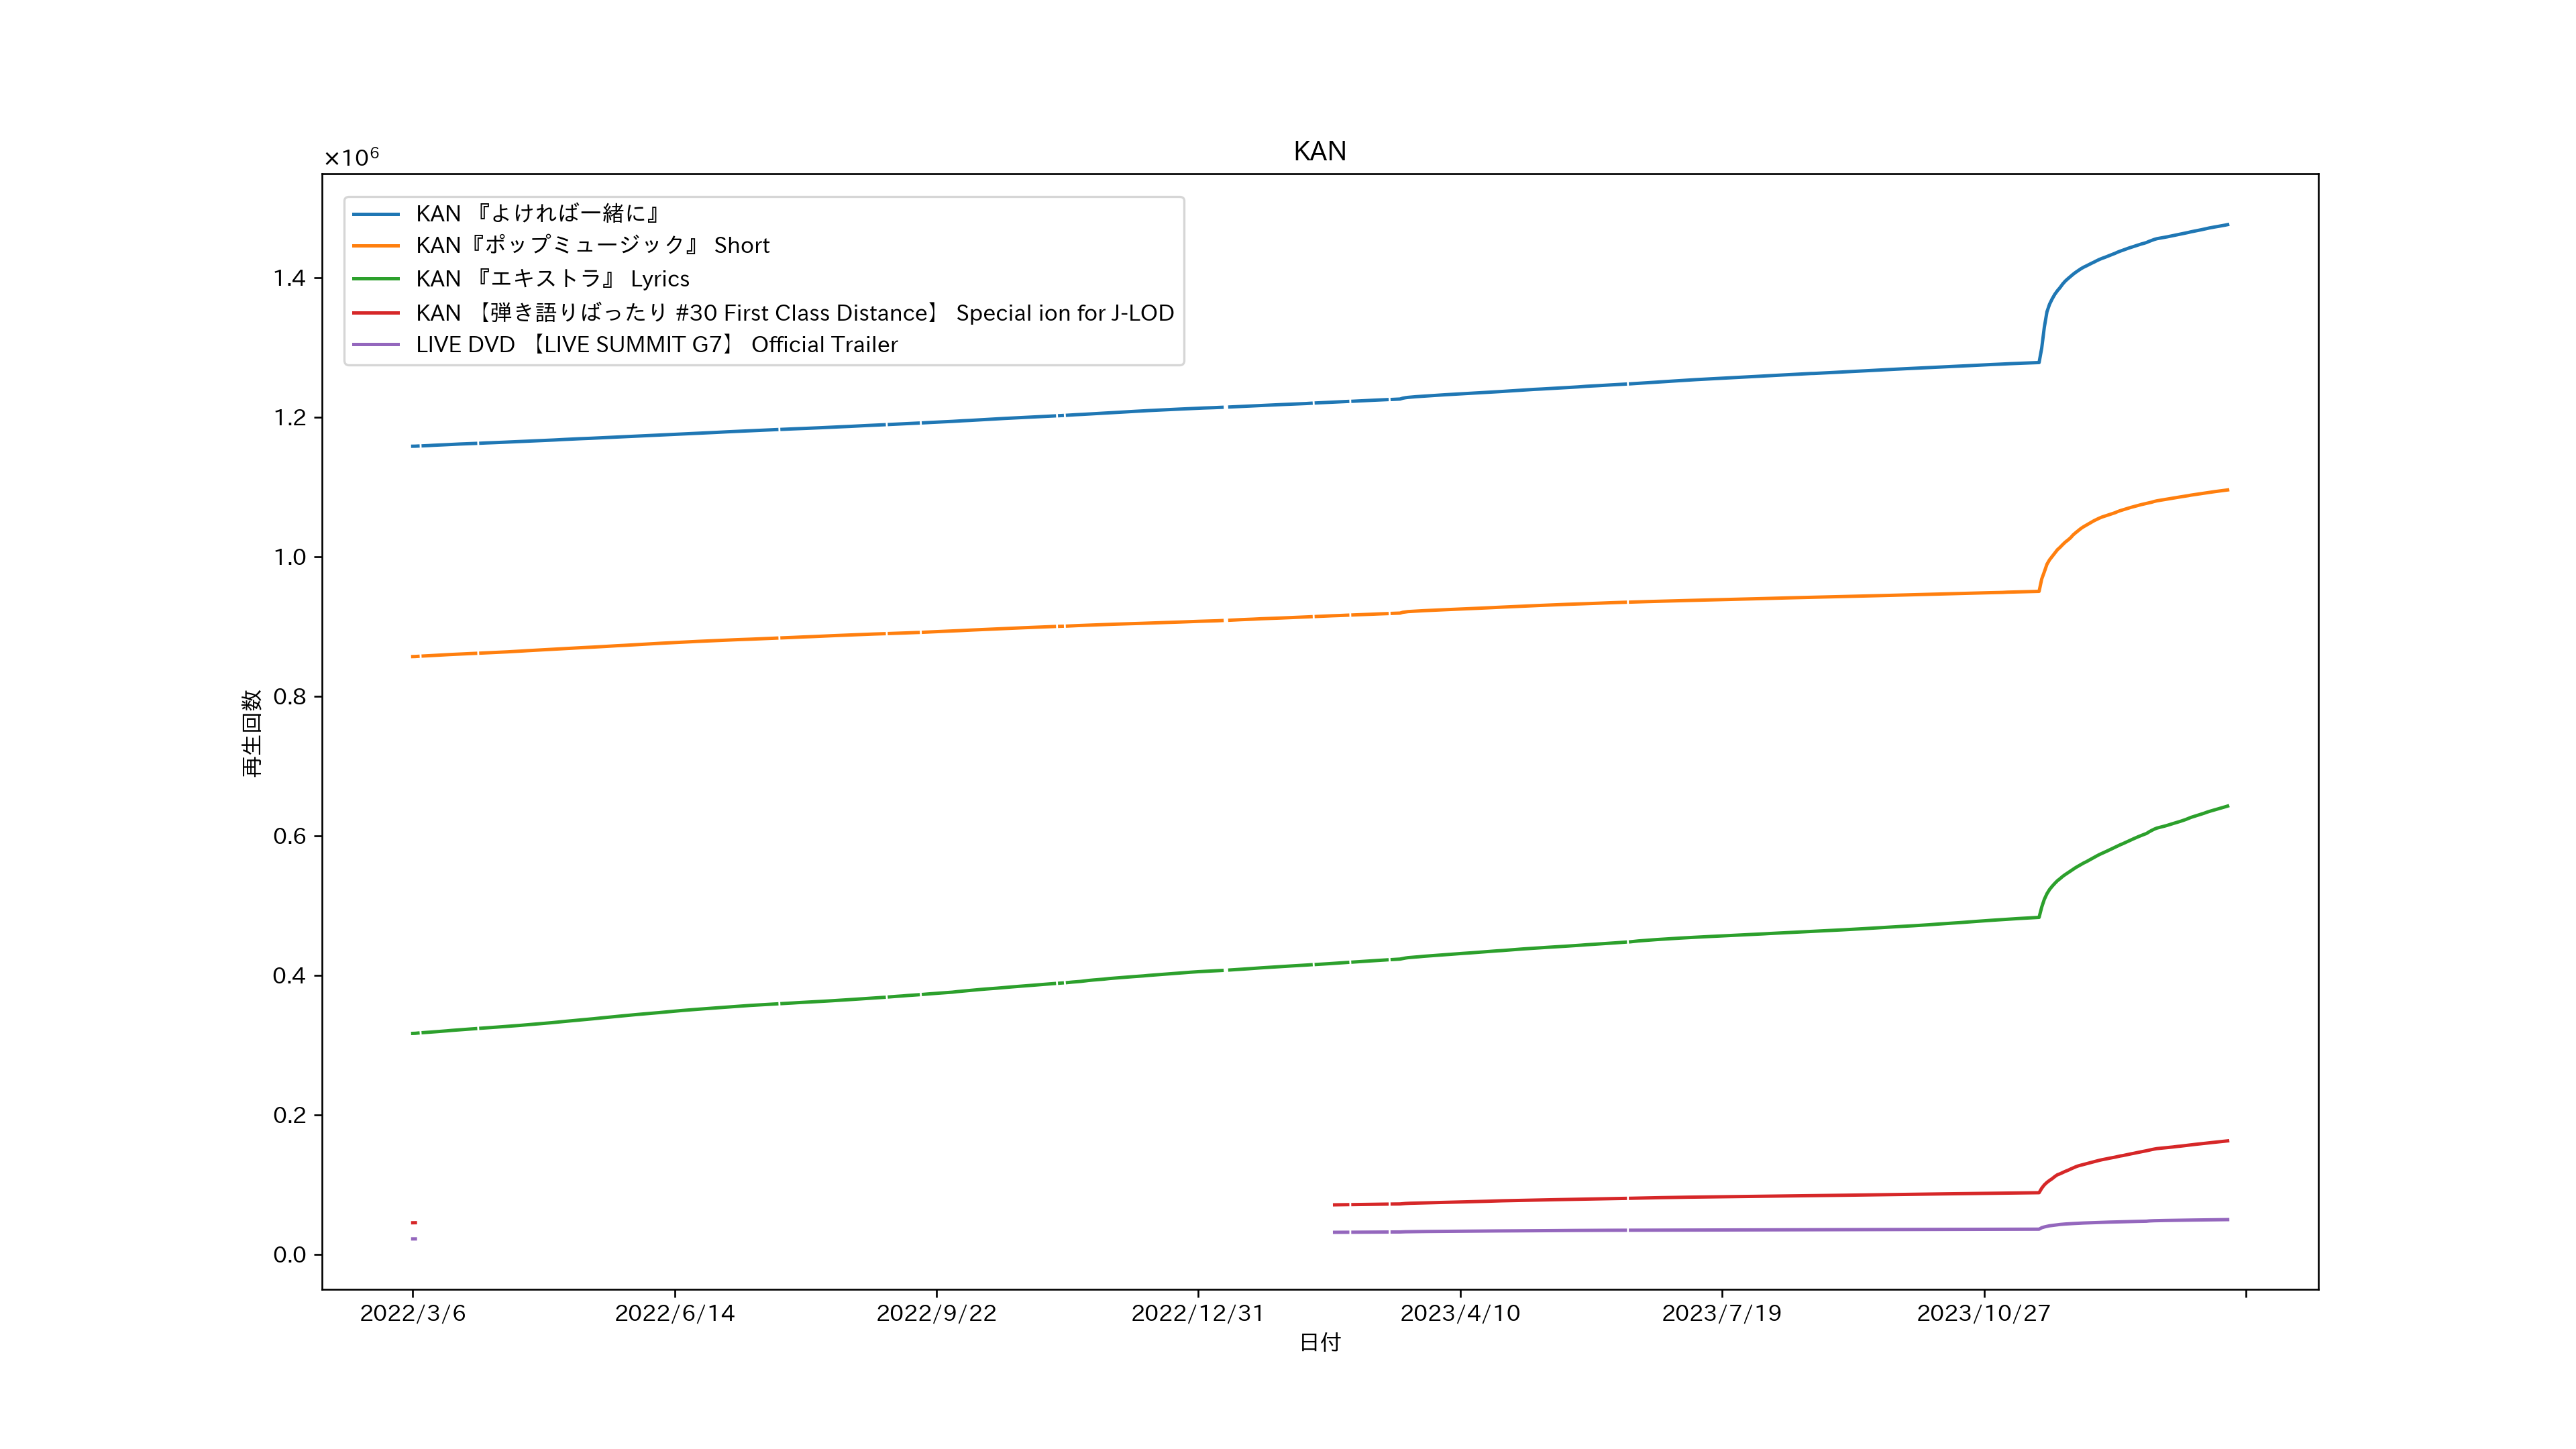 KAN
×10⁶
KAN 『よければ一緒に』
KAN『ポップミュージック』 Short
KAN 『エキストラ』 Lyrics
KAN 【弾き語りばったり #30 First Class Distance】 Special ion for J-LOD
LIVE DVD 【LIVE SUMMIT G7】 Official Trailer
1.4
1.2
1.0
0.8
0.6
0.4
0.2
0.0
再生回数
2022/3/6
2022/6/14
2022/9/22
2022/12/31
2023/4/10
2023/7/19
2023/10/27
日付